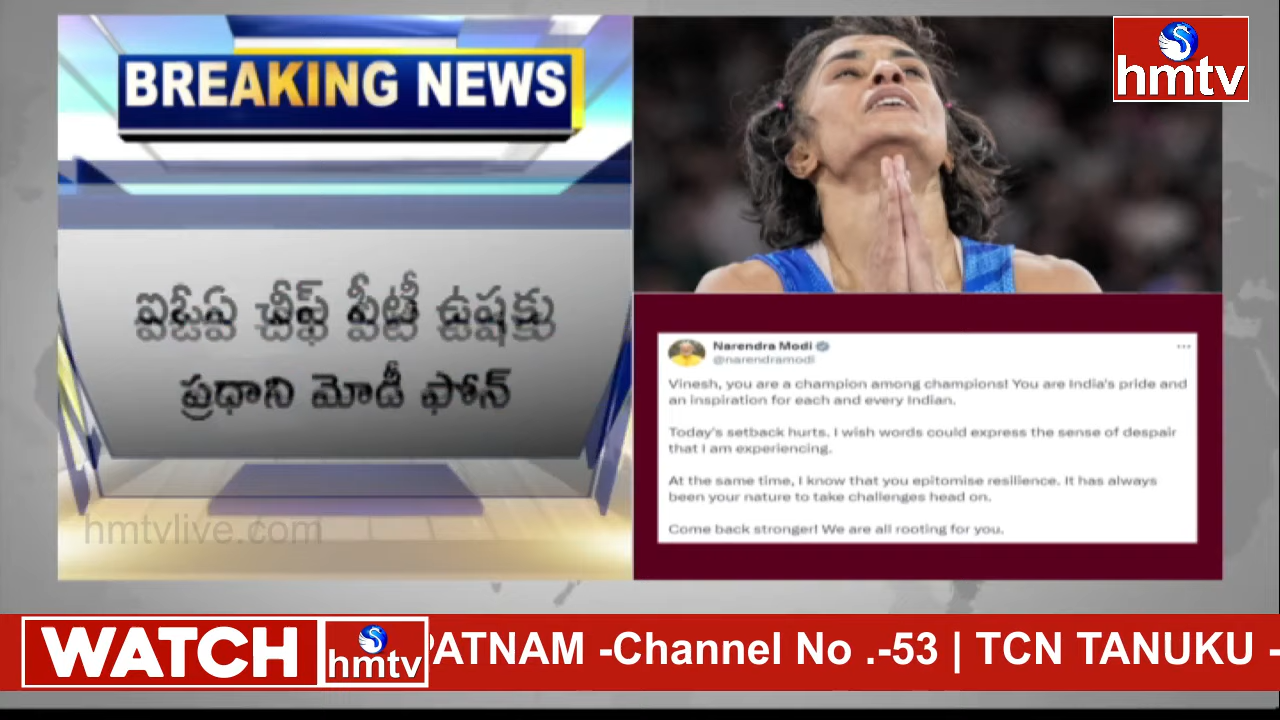 BREAKING NEWS
hmtv
ఐఓఏ చీఫ్ పీటీ ఉషకు
ప్రధాని మోడీ ఫోన్
hmtvlive.com
Narendra Modi
@narendramodi
Vinesh, you are a champion among champions! You are India's pride and
an inspiration for each and every Indian.
Today's setback hurts. I wish words could express the sense of despair
that I am experiencing.
At the same time, I know that you epitomise resilience. It has always
been your nature to take challenges head on.
Come back stronger! We are all rooting for you.
WATCH hmtv PATNAM -Channel No .-53 | TCN TANUKU -